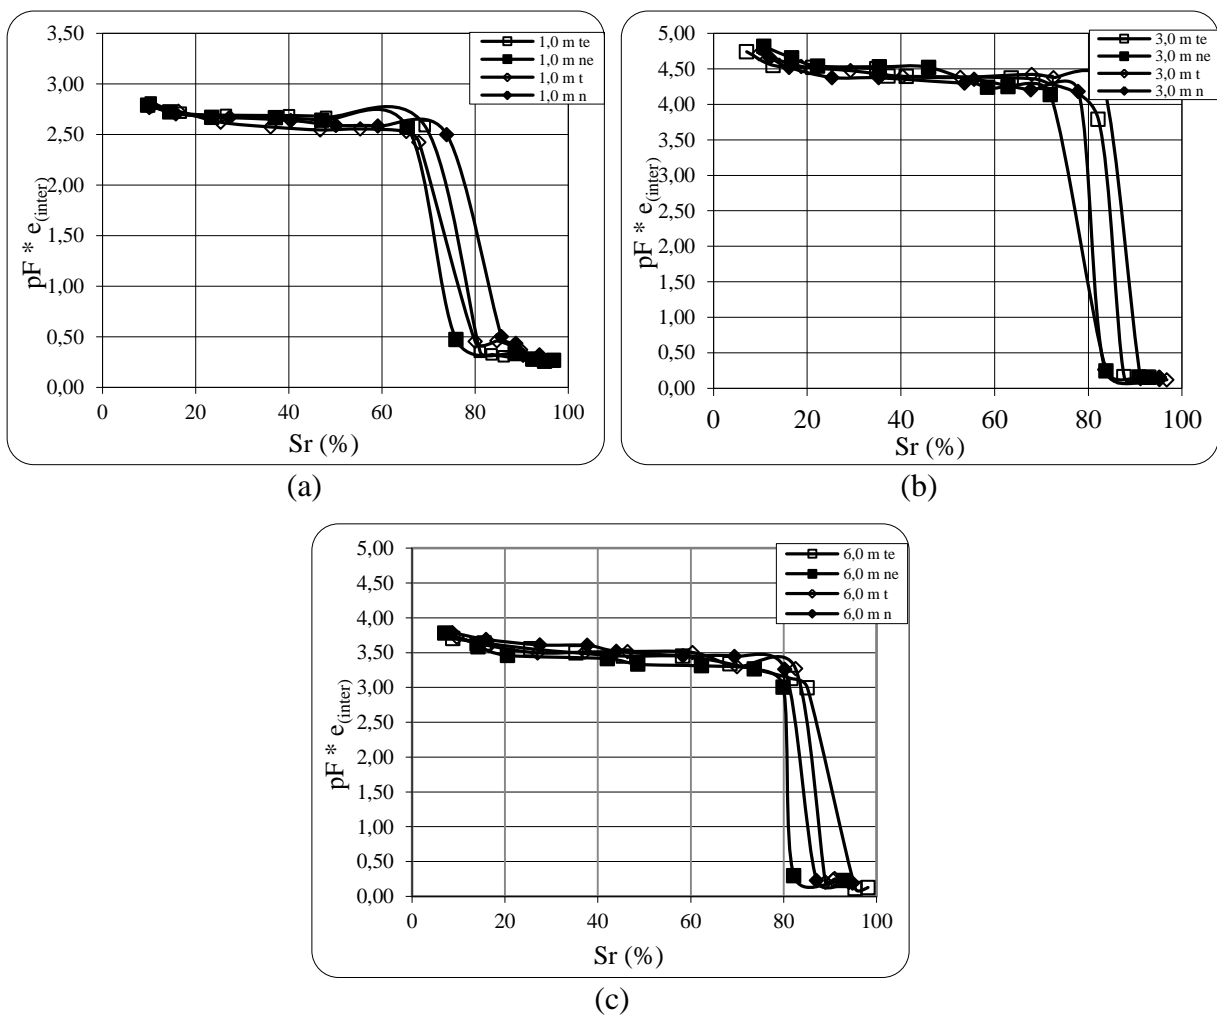 3,50
3,00
2,50
2,00
1,50
1,00
0,50
0,00
pF * e(inter)
0 20 40 60 80 100
Sr (%)
1,0 m te
1,0 m ne
1,0 m t
1,0 m n
(a)
5,00
4,50
4,00
3,50
3,00
2,50
2,00
1,50
1,00
0,50
0,00
pF * e(inter)
0 20 40 60 80 100
Sr (%)
3,0 m te
3,0 m ne
3,0 m t
3,0 m n
(b)
5,00
4,50
4,00
3,50
3,00
2,50
2,00
1,50
1,00
0,50
0,00
pF * e(inter)
0 20 40 60 80 100
Sr (%)
6,0 m te
6,0 m ne
6,0 m t
6,0 m n
(c)